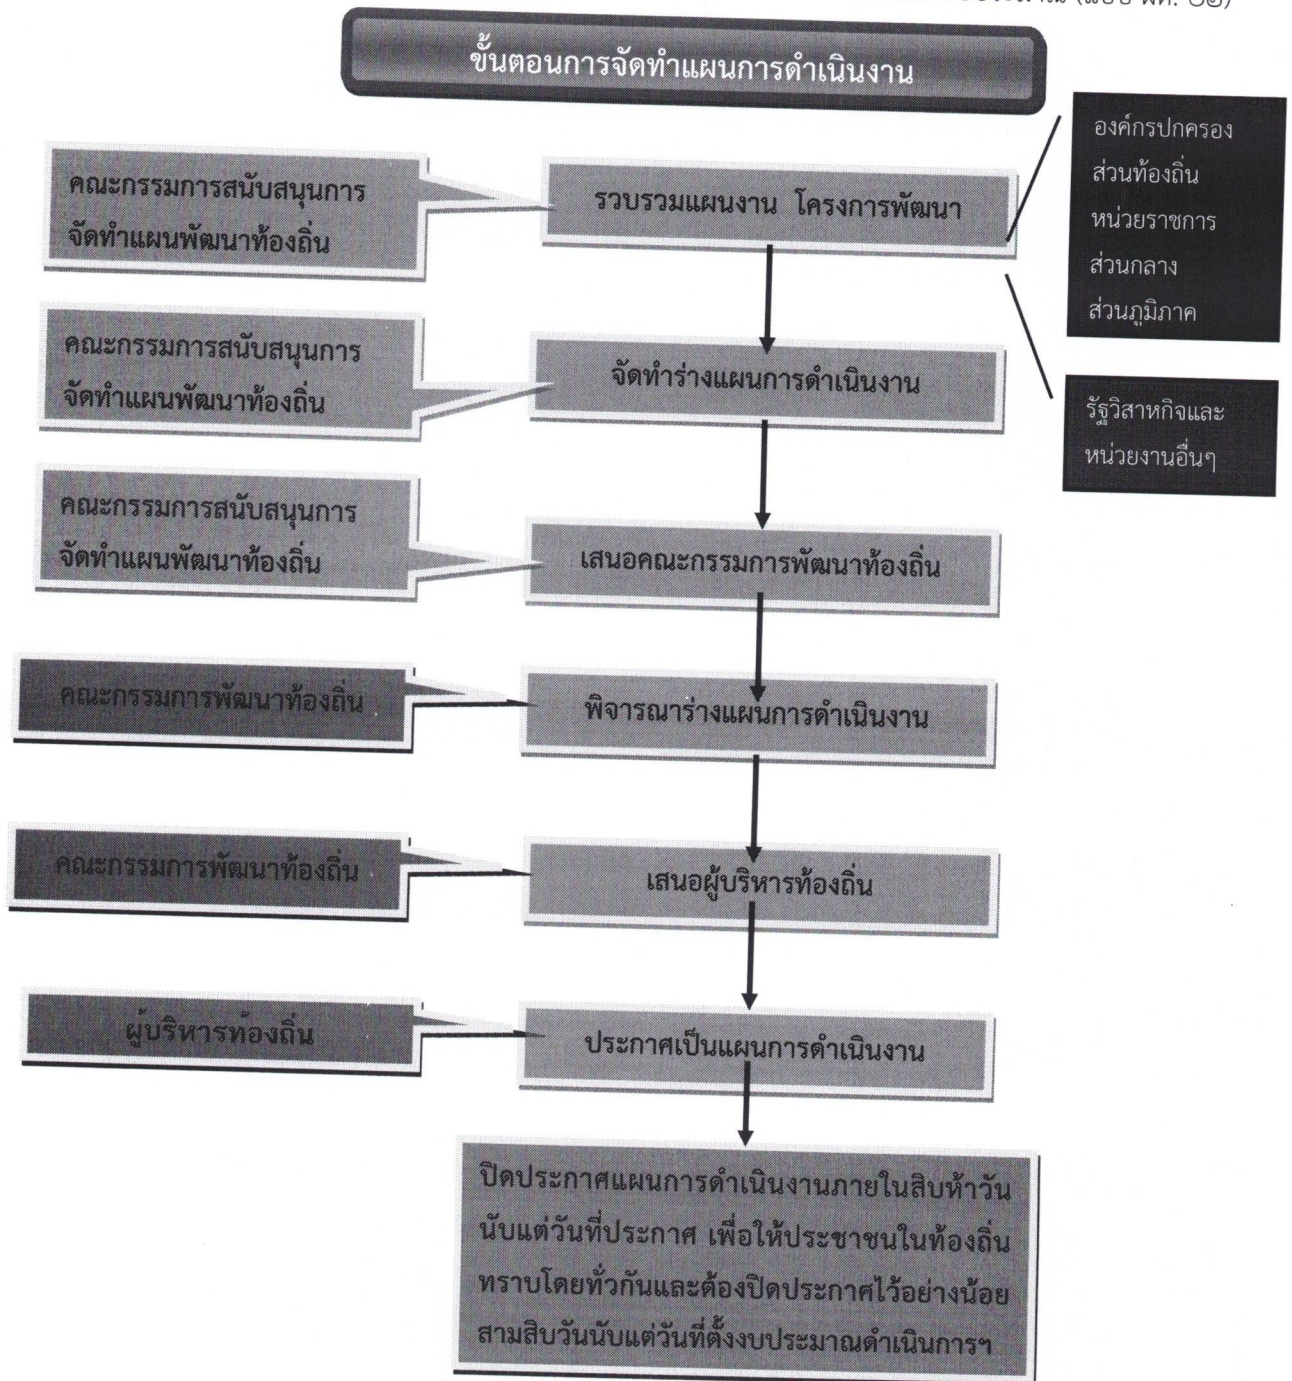 (แบบ ผด. ๐๒)
ขั้นตอนการจัดทำแผนการดำเนินงาน
องค์กรปกครอง
ส่วนท้องถิ่น
หน่วยราชการ
ส่วนกลาง
ส่วนภูมิภาค
คณะกรรมการสนับสนุนการ
จัดทำแผนพัฒนาท้องถิ่น
รวบรวมแผนงาน โครงการพัฒนา
คณะกรรมการสนับสนุนการ
จัดทำแผนพัฒนาท้องถิ่น
จัดทำร่างแผนการดำเนินงาน
รัฐวิสาหกิจและ
หน่วยงานอื่นๆ
คณะกรรมการสนับสนุนการ
จัดทำแผนพัฒนาท้องถิ่น
เสนอคณะกรรมการพัฒนาท้องถิ่น
คณะกรรมการพัฒนาท้องถิ่น
พิจารณาร่างแผนการดำเนินงาน
คณะกรรมการพัฒนาท้องถิ่น
เสนอผู้บริหารท้องถิ่น
ผู้บริหารท้องถิ่น
ประกาศเป็นแผนการดำเนินงาน
ปิดประกาศแผนการดำเนินงานภายในสิบห้าวัน
นับแต่วันที่ประกาศ เพื่อให้ประชาชนในท้องถิ่น
ทราบโดยทั่วกันและต้องปิดประกาศไว้อย่างน้อย
สามสิบวันนับแต่วันที่ตั้งงบประมาณดำเนินการฯ